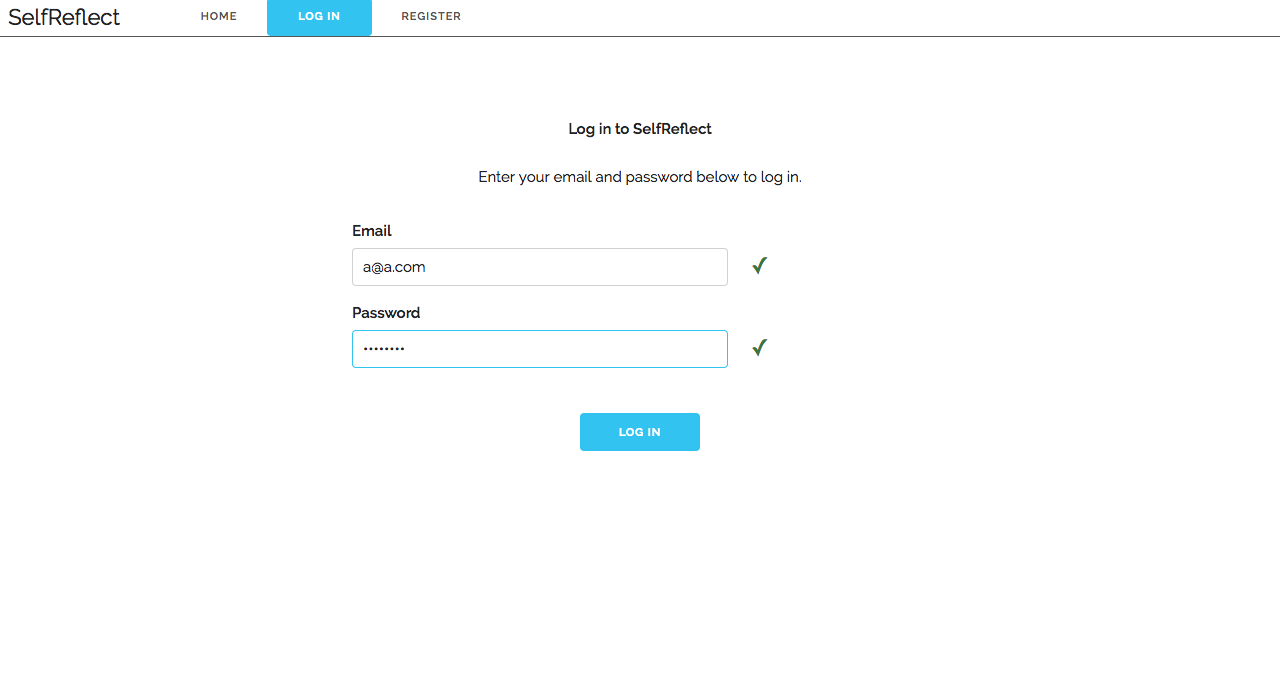 SelfReflect HOME LOG IN REGISTER
Log in to SelfReflect
Enter your email and password below to log in.
Email
a@a.com ✓
Password
•••••••• ✓
LOG IN